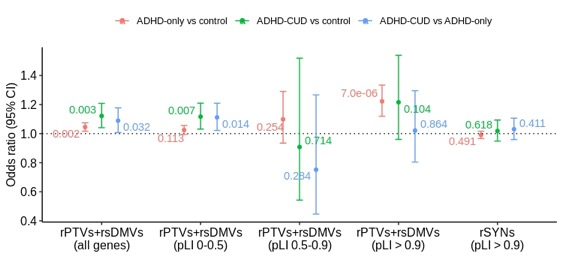 ADHD-only vs control ADHD-CUD vs control ADHD-CUD vs ADHD-only
Odds ratio (95% CI)
1.4
1.2
1.0
0.8
0.6
0.4
0.002 0.003 0.032
0.113 0.007 0.014
0.254 0.714 0.284
7.0e-06 0.104 0.864
0.491 0.618 0.411
rPTVs+rsDMVs rPTVs+rsDMVs rPTVs+rsDMVs rPTVs+rsDMVs rSYNs
(all genes) (pLI 0-0.5) (pLI 0.5-0.9) (pLI > 0.9) (pLI > 0.9)